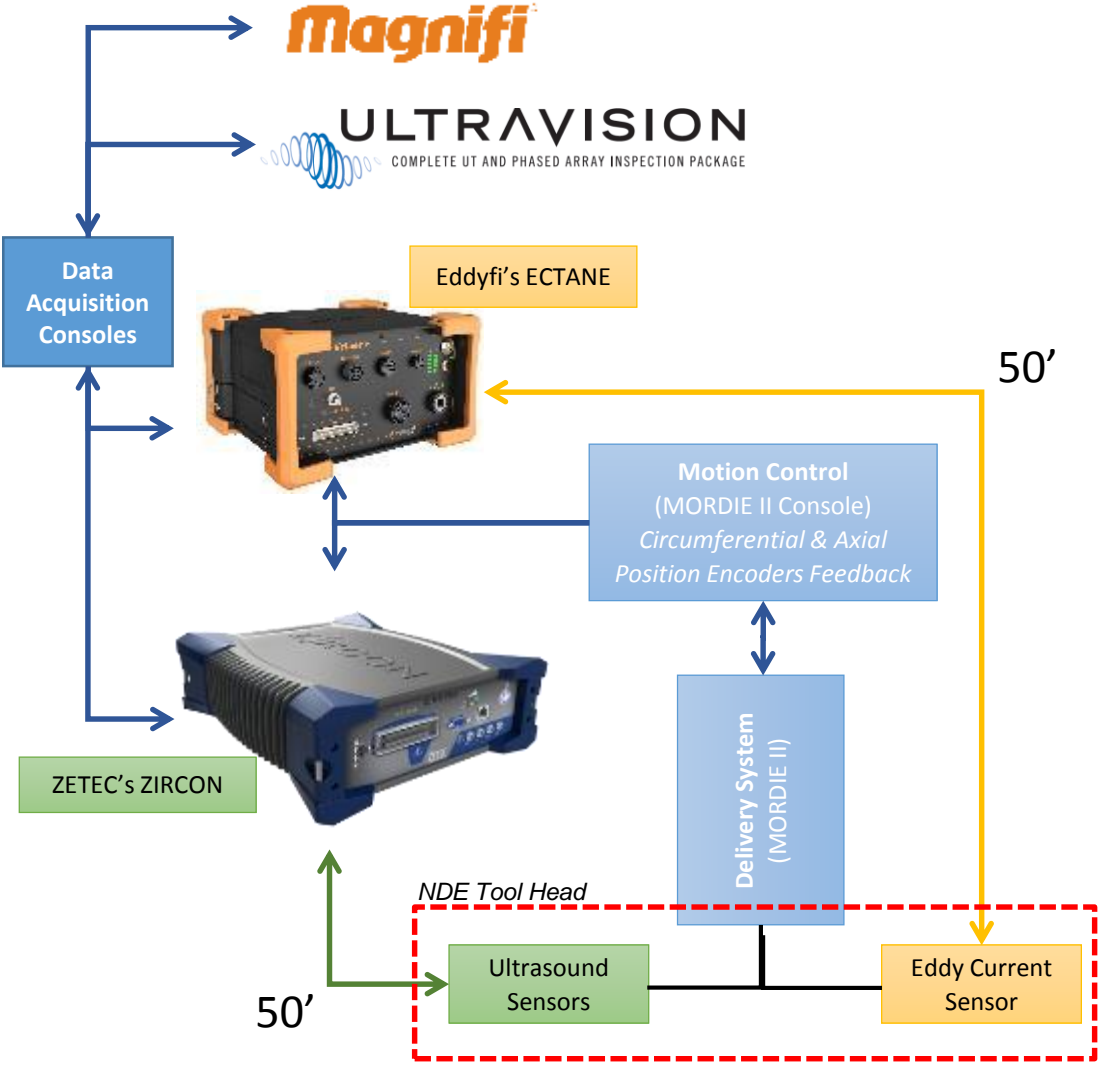 Magnifi
ULTRAVISION
COMPLETE UT AND PHASED ARRAY INSPECTION PACKAGE
Data
Acquisition
Consoles
Eddyfi’s ECTANE
50’
Motion Control
(MORDIE II Console)
Circumferential & Axial
Position Encoders Feedback
ZIRCON
ZETEC’s ZIRCON
Delivery System
(MORDIE II)
NDE Tool Head
Ultrasound
Sensors
Eddy Current
Sensor
50’